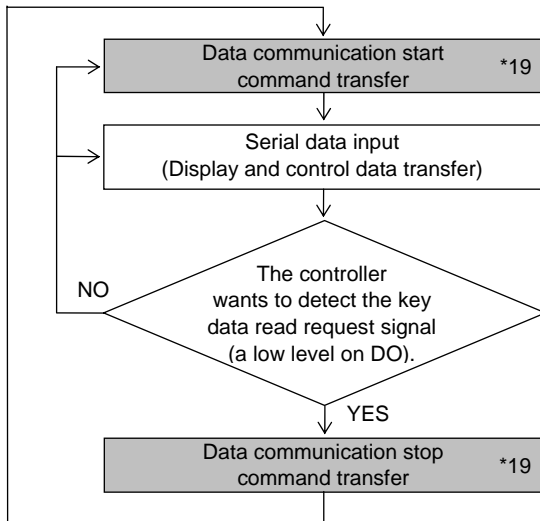 Data communication start
command transfer
*19
Serial data input
(Display and control data transfer)
The controller
wants to detect the key
data read request signal
(a low level on DO).
NO
YES
Data communication stop
command transfer
*19